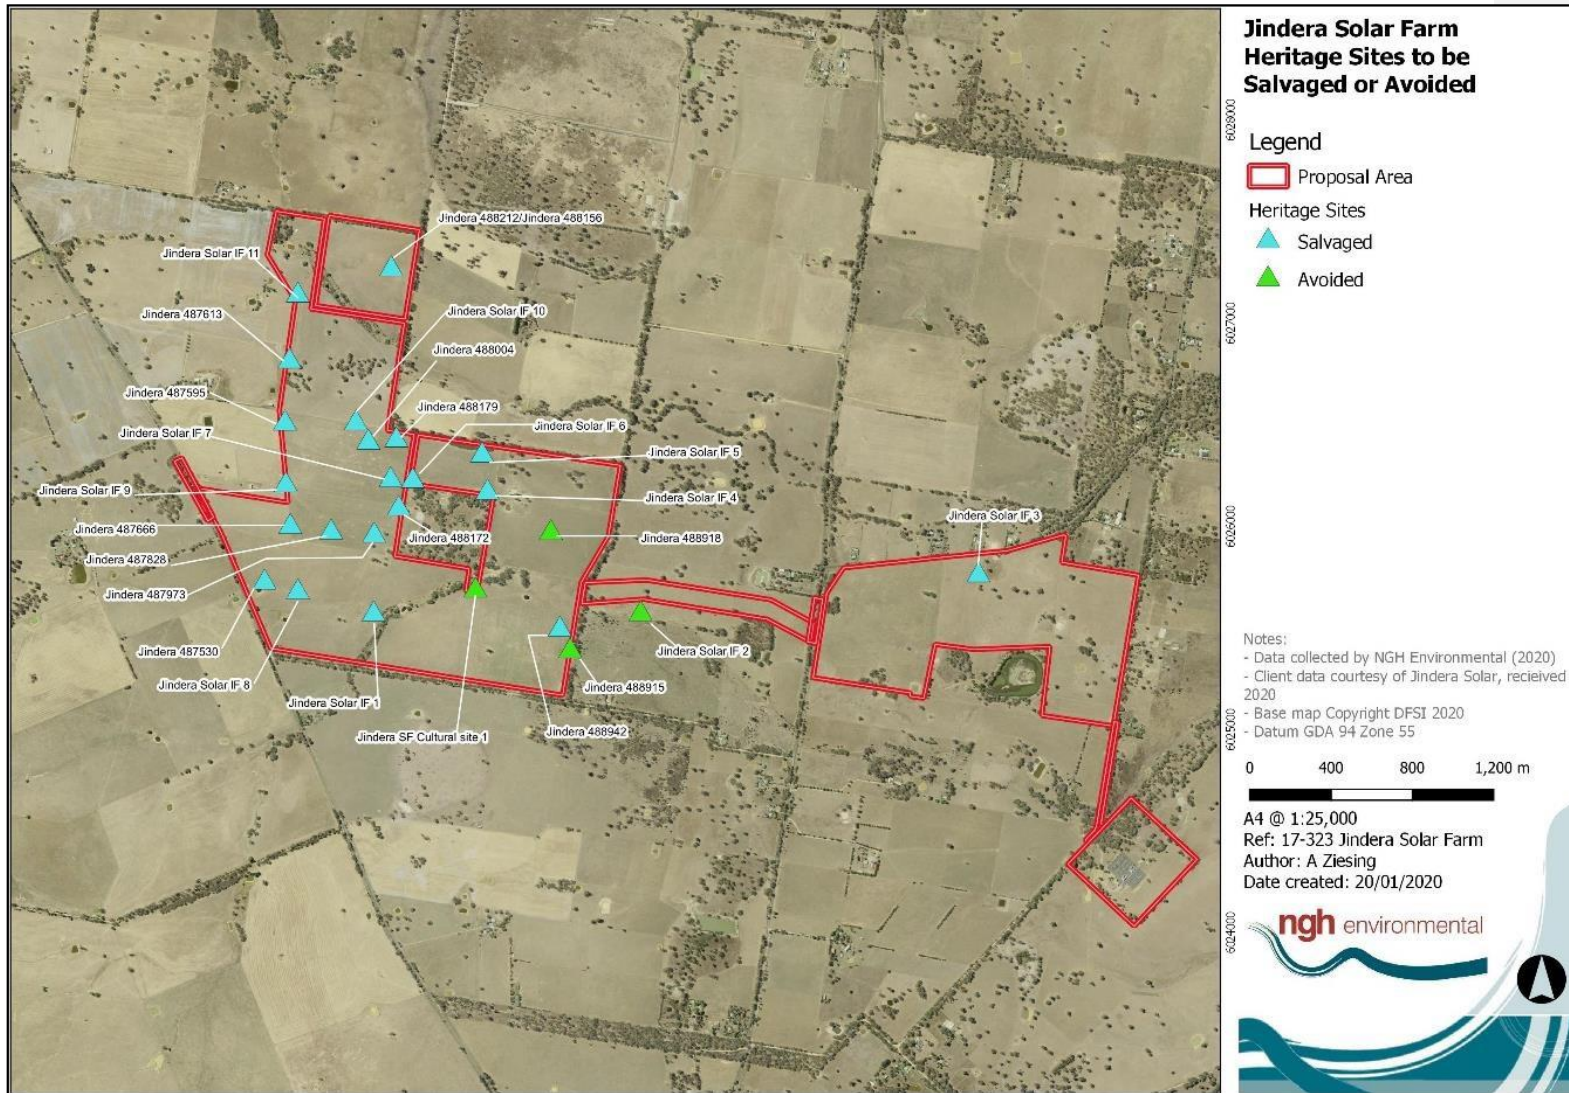 Jindera Solar Farm
Heritage Sites to be
Salvaged or Avoided
Legend
Proposal Area
Heritage Sites
Salvaged
Avoided
Jindera 488212/Jindera 488156
Jindera Solar IF 11
Jindera 487613
Jindera Solar IF 10
Jindera 488004
Jindera 487595
Jindera 488179
Jindera Solar IF 7
Jindera Solar IF 6
Jindera Solar IF 5
Jindera Solar IF 9
Jindera Solar IF 4
Jindera Solar IF 3
Jindera 487666
Jindera 488172
Jindera 488918
Jindera 487828
Jindera 487973
Jindera 487530
Jindera Solar IF 2
Jindera Solar IF 8
Jindera 488915
Jindera Solar IF 1
Jindera SF Cultural site 1
Jindera 488942
6028000
6027000
6026000
6025000
6024000
Notes:
- Data collected by NGH Environmental (2020)
- Client data courtesy of Jindera Solar, recieived
2020
- Base map Copyright DFSI 2020
- Datum GDA 94 Zone 55
0 400 800 1,200 m
A4 @ 1:25,000
Ref: 17-323 Jindera Solar Farm
Author: A Ziesing
Date created: 20/01/2020
ngh environmental